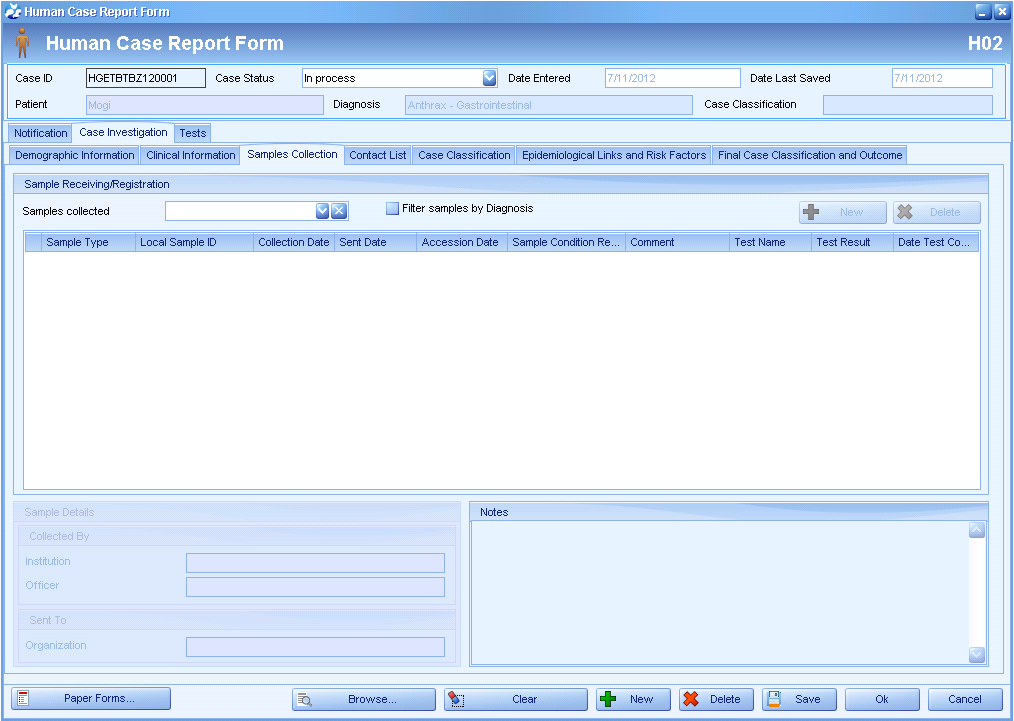 Human Case Report Form
Human Case Report Form H02
Case ID HGETBTBZ120001 Case Status In process Date Entered 7/11/2012 Date Last Saved 7/11/2012
Patient Mogi Diagnosis Anthrax - Gastrointestinal Case Classification
Notification Case Investigation Tests
Demographic Information Clinical Information Samples Collection Contact List Case Classification Epidemiological Links and Risk Factors Final Case Classification and Outcome
Sample Receiving/Registration
Samples collected Filter samples by Diagnosis New Delete
Sample Type Local Sample ID Collection Date Sent Date Accession Date Sample Condition Re... Comment Test Name Test Result Date Test Co...
Sample Details Notes
Collected By
Institution
Officer
Sent To
Organization
Paper Forms... Browse... Clear New Delete Save Ok Cancel